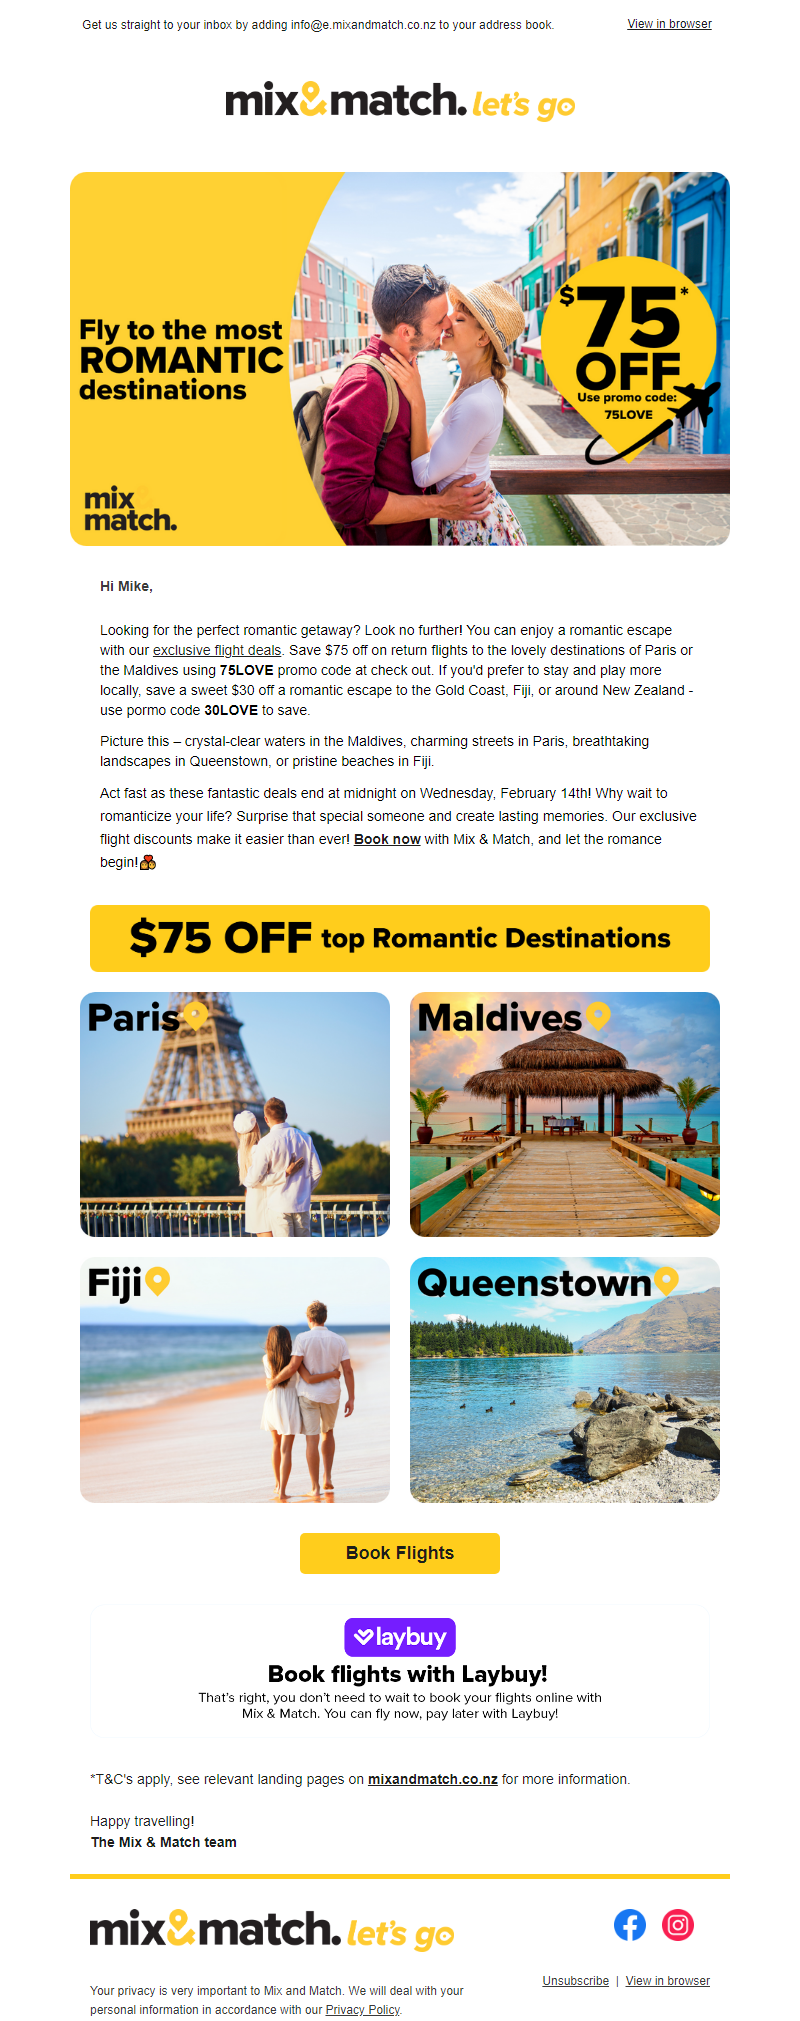 Get us straight to your inbox by adding info@e.mixandmatch.co.nz to your address book.
View in browser
mix&match. let's go
Fly to the most
ROMANTIC
destinations
$75*
OFF
Use promo code:
75LOVE
mix&
match.
Hi Mike,
Looking for the perfect romantic getaway? Look no further! You can enjoy a romantic escape
with our exclusive flight deals. Save $75 off on return flights to the lovely destinations of Paris or
the Maldives using 75LOVE promo code at check out. If you'd prefer to stay and play more
locally, save a sweet $30 off a romantic escape to the Gold Coast, Fiji, or around New Zealand -
use pormo code 30LOVE to save.
Picture this – crystal-clear waters in the Maldives, charming streets in Paris, breathtaking
landscapes in Queenstown, or pristine beaches in Fiji.
Act fast as these fantastic deals end at midnight on Wednesday, February 14th! Why wait to
romanticize your life? Surprise that special someone and create lasting memories. Our exclusive
flight discounts make it easier than ever! Book now with Mix & Match, and let the romance
begin!💏
$75 OFF top Romantic Destinations
Paris
Maldives
Fiji
Queenstown
Book Flights
laybuy
Book flights with Laybuy!
That's right, you don't need to wait to book your flights online with
Mix & Match. You can fly now, pay later with Laybuy!
*T&C's apply, see relevant landing pages on mixandmatch.co.nz for more information.
Happy travelling!
The Mix & Match team
mix&match. let's go
Unsubscribe | View in browser
Your privacy is very important to Mix and Match. We will deal with your
personal information in accordance with our Privacy Policy.